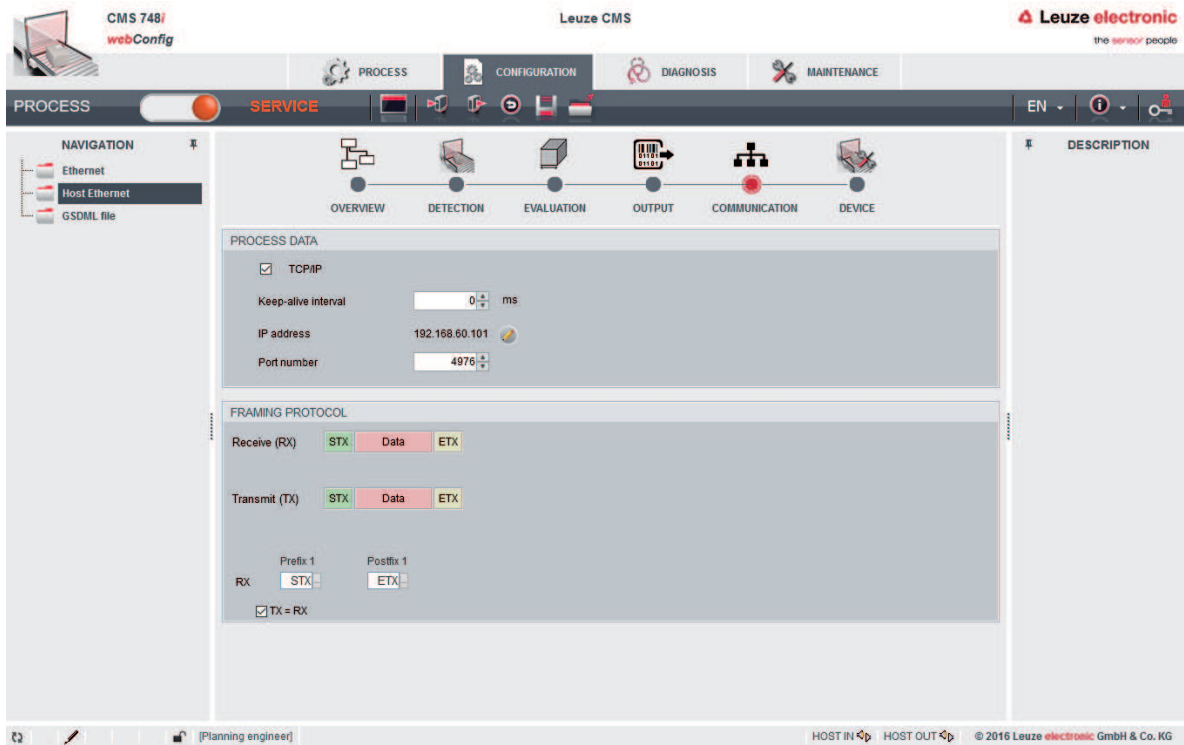 CMS 748i
webConfig
Leuze CMS
Leuze electronic
the sensor people
PROCESS
CONFIGURATION
DIAGNOSIS
MAINTENANCE
PROCESS
SERVICE
EN
NAVIGATION
Ethernet
Host Ethernet
GSDML file
OVERVIEW
DETECTION
EVALUATION
OUTPUT
COMMUNICATION
DEVICE
DESCRIPTION
PROCESS DATA
TCP/IP
Keep-alive interval 0 ms
IP address 192.168.60.101
Port number 4976
FRAMING PROTOCOL
Receive (RX) STX Data ETX
Transmit (TX) STX Data ETX
Prefix 1 Postfix 1
RX STX ETX
TX = RX
[Planning engineer]
HOST IN HOST OUT © 2016 Leuze electronic GmbH & Co. KG